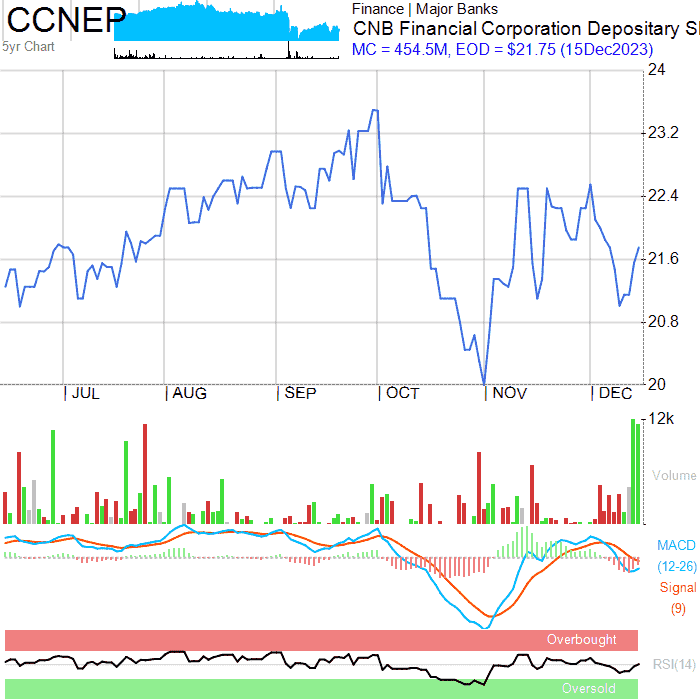 CCNEP
5yr Chart
Finance | Major Banks
CNB Financial Corporation Depositary S
MC = 454.5M, EOD = $21.75 (15Dec2023)
24
23.2
22.4
21.6
20.8
20
JUL AUG SEP OCT NOV DEC
12k
Volume
MACD
(12-26)
Signal
(9)
Overbought
RSI(14)
Oversold